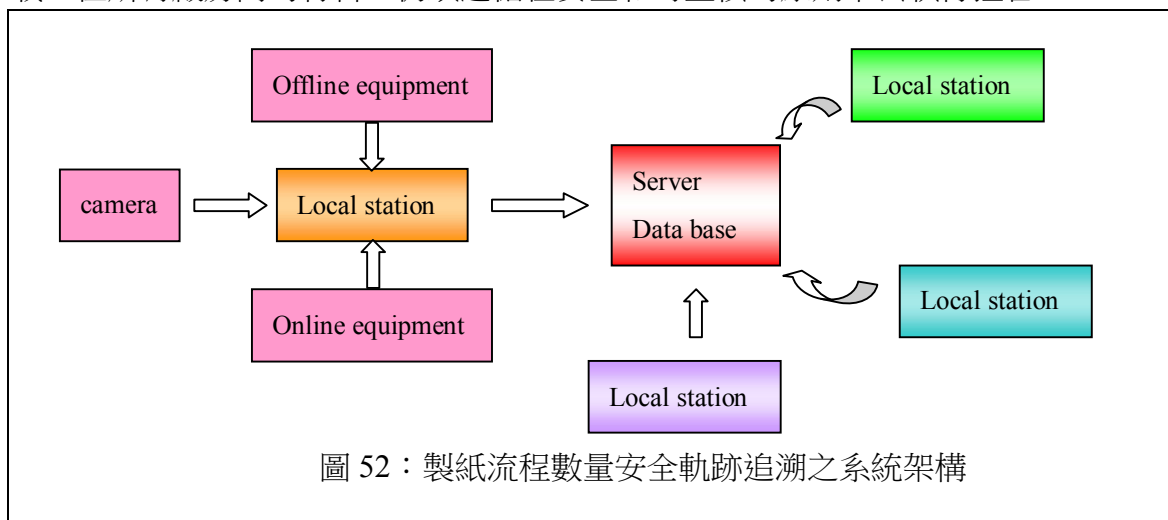 Offline equipment
Local station
camera
Local station
Server
Data base
Online equipment
Local station
Local station
圖 52：製紙流程數量安全軌跡追溯之系統架構